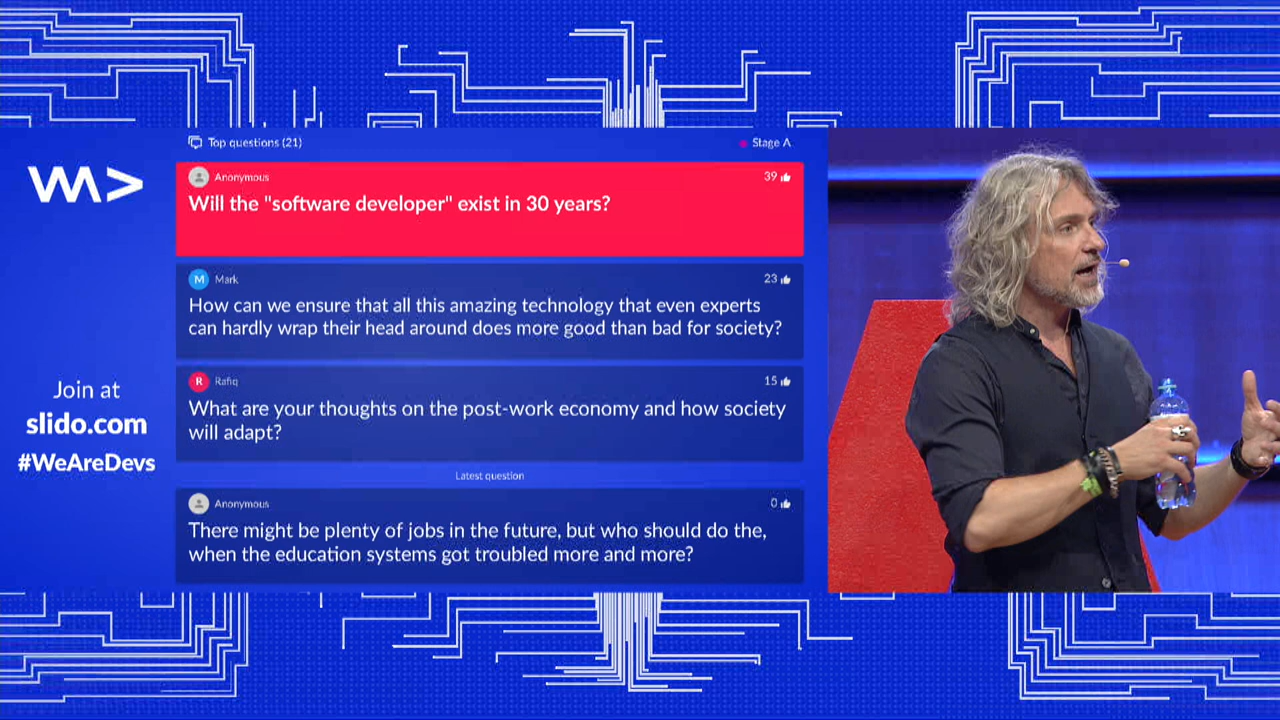 Top questions (21)
Stage A
WA>
Anonymous
39
Will the "software developer" exist in 30 years?
M
Mark
23
How can we ensure that all this amazing technology that even experts
can hardly wrap their head around does more good than bad for society?
R
Rafiq
15
What are your thoughts on the post-work economy and how society
will adapt?
Join at
slido.com
#WeAreDevs
Latest question
Anonymous
0
There might be plenty of jobs in the future, but who should do the,
when the education systems got troubled more and more?